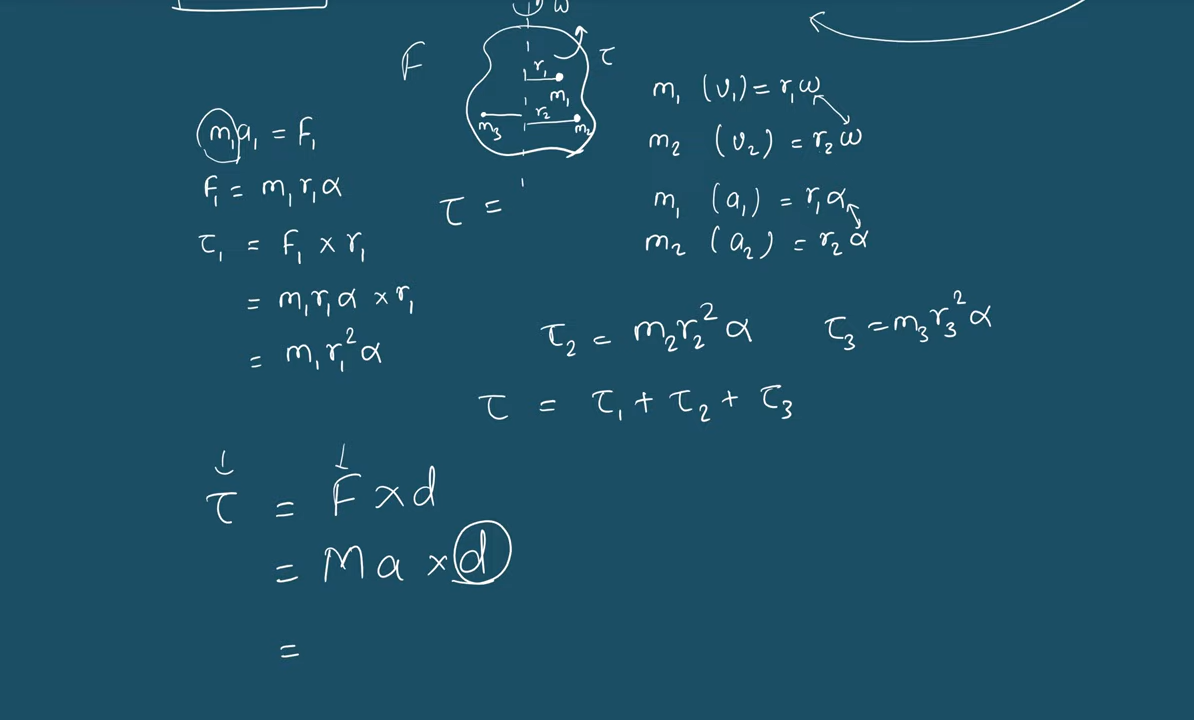 ω
F
τ
r₁
m₁
r₂
m₃
m₂
m₁ (v₁) = r₁ω
m₂ (v₂) = r₂ω
m₁ (a₁) = r₁α
m₂ (a₂) = r₂α
m₁a₁ = F₁
F₁ = m₁r₁α
τ₁ = F₁ × r₁
= m₁r₁α × r₁
= m₁r₁²α
τ =
τ₂ = m₂r₂²α
τ₃ = m₃r₃²α
τ = τ₁ + τ₂ + τ₃
τ = F × d
= Ma × d
=